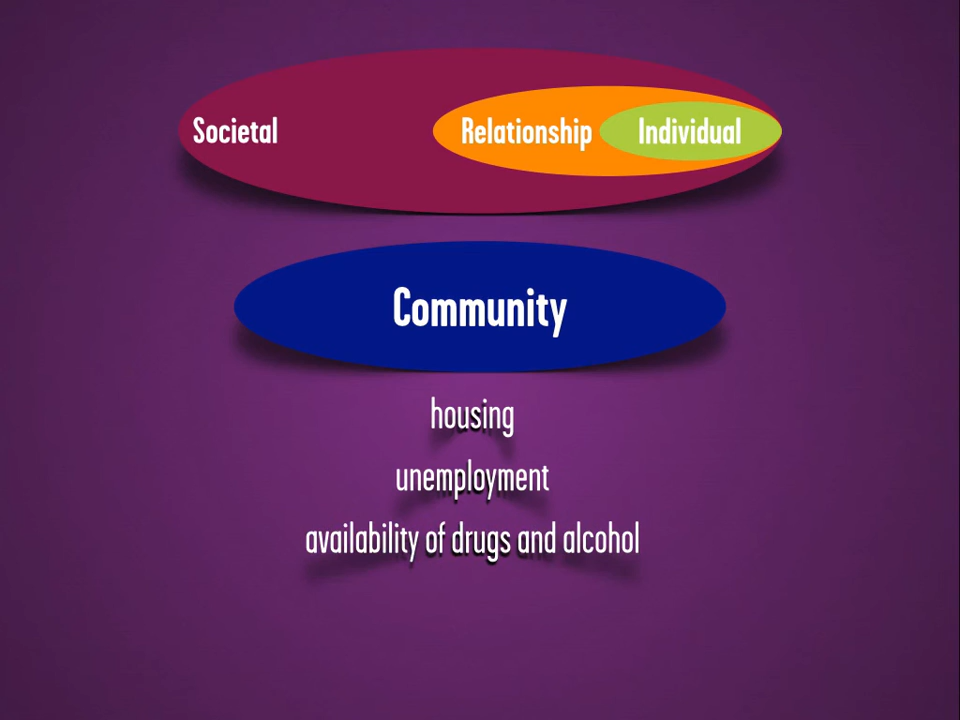 Societal Relationship Individual
Community
housing
unemployment
availability of drugs and alcohol